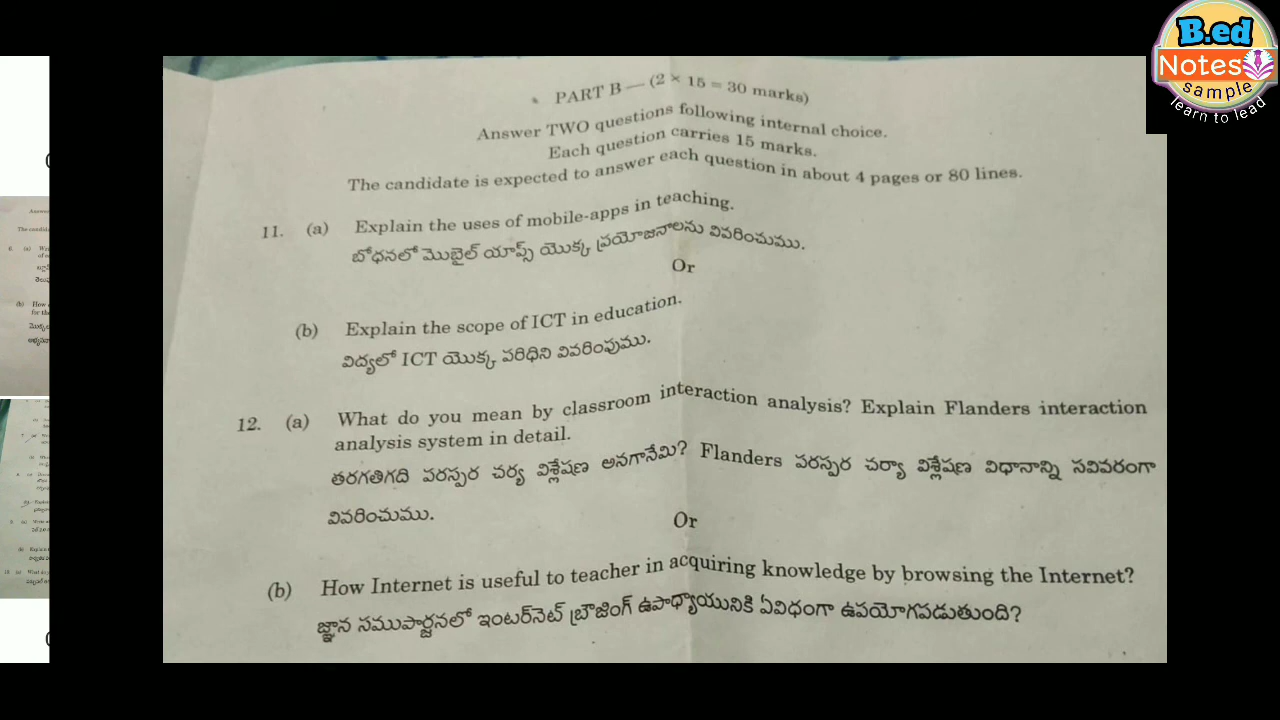 B.ed
Notes
sample
learn to lead
PART B — (2 × 15 = 30 marks)
Answer TWO questions following internal choice.
Each question carries 15 marks.
The candidate is expected to answer each question in about 4 pages or 80 lines.
11. (a) Explain the uses of mobile-apps in teaching.
బోధనలో మొబైల్ యాప్స్ యొక్క ప్రయోజనాలను వివరించుము.
Or
(b) Explain the scope of ICT in education.
విద్యలో ICT యొక్క పరిధిని వివరింపుము.
12. (a) What do you mean by classroom interaction analysis? Explain Flanders interaction
analysis system in detail.
తరగతిగది పరస్పర చర్య విశ్లేషణ అనగానేమి? Flanders పరస్పర చర్యా విశ్లేషణ విధానాన్ని సవివరంగా
వివరించుము.
Or
(b) How Internet is useful to teacher in acquiring knowledge by browsing the Internet?
జ్ఞాన సముపార్జనలో ఇంటర్‌నెట్ బ్రౌజింగ్ ఉపాధ్యాయునికి ఏవిధంగా ఉపయోగపడుతుంది?